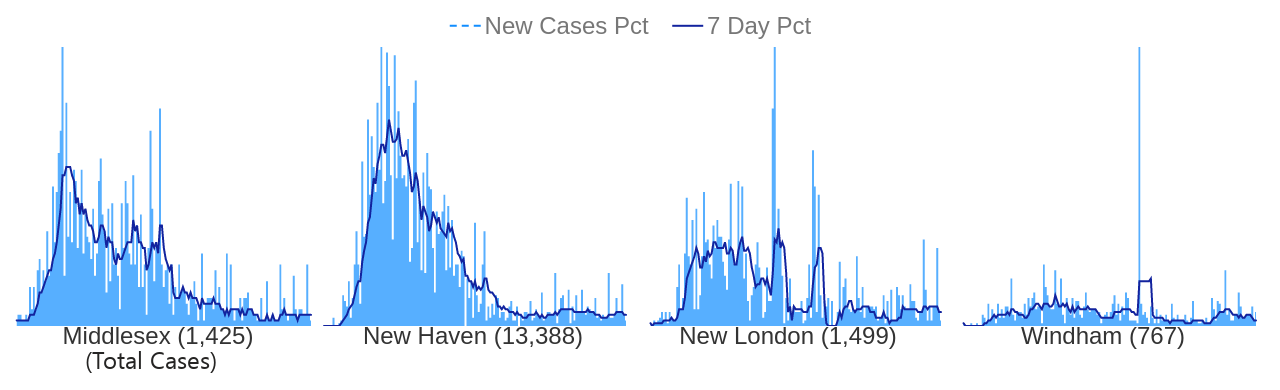 New Cases Pct 7 Day Pct
Middlesex (1,425) New Haven (13,388) New London (1,499) Windham (767)
(Total Cases)